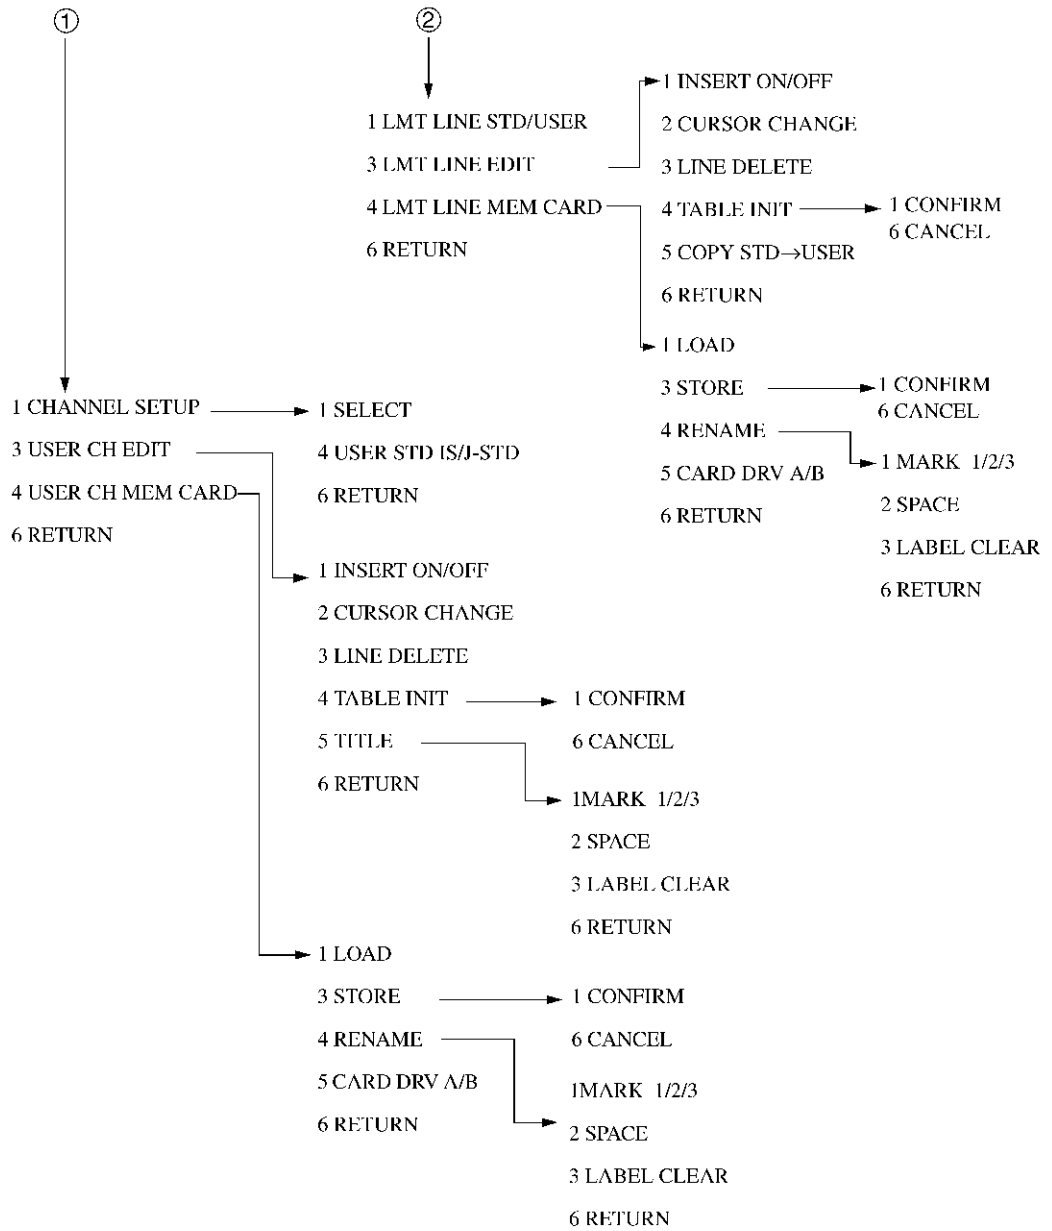 ①
1 CHANNEL SETUP
3 USER CH EDIT
4 USER CH MEM CARD
6 RETURN
1 SELECT
4 USER STD IS/J-STD
6 RETURN
1 INSERT ON/OFF
2 CURSOR CHANGE
3 LINE DELETE
4 TABLE INIT
5 TITLE
6 RETURN
1 CONFIRM
6 CANCEL
1MARK 1/2/3
2 SPACE
3 LABEL CLEAR
6 RETURN
1 LOAD
3 STORE
4 RENAME
5 CARD DRV A/B
6 RETURN
1 CONFIRM
6 CANCEL
1MARK 1/2/3
2 SPACE
3 LABEL CLEAR
6 RETURN
②
1 LMT LINE STD/USER
3 LMT LINE EDIT
4 LMT LINE MEM CARD
6 RETURN
1 INSERT ON/OFF
2 CURSOR CHANGE
3 LINE DELETE
4 TABLE INIT
5 COPY STD→USER
6 RETURN
1 CONFIRM
6 CANCEL
1 LOAD
3 STORE
4 RENAME
5 CARD DRV A/B
6 RETURN
1 CONFIRM
6 CANCEL
1 MARK 1/2/3
2 SPACE
3 LABEL CLEAR
6 RETURN